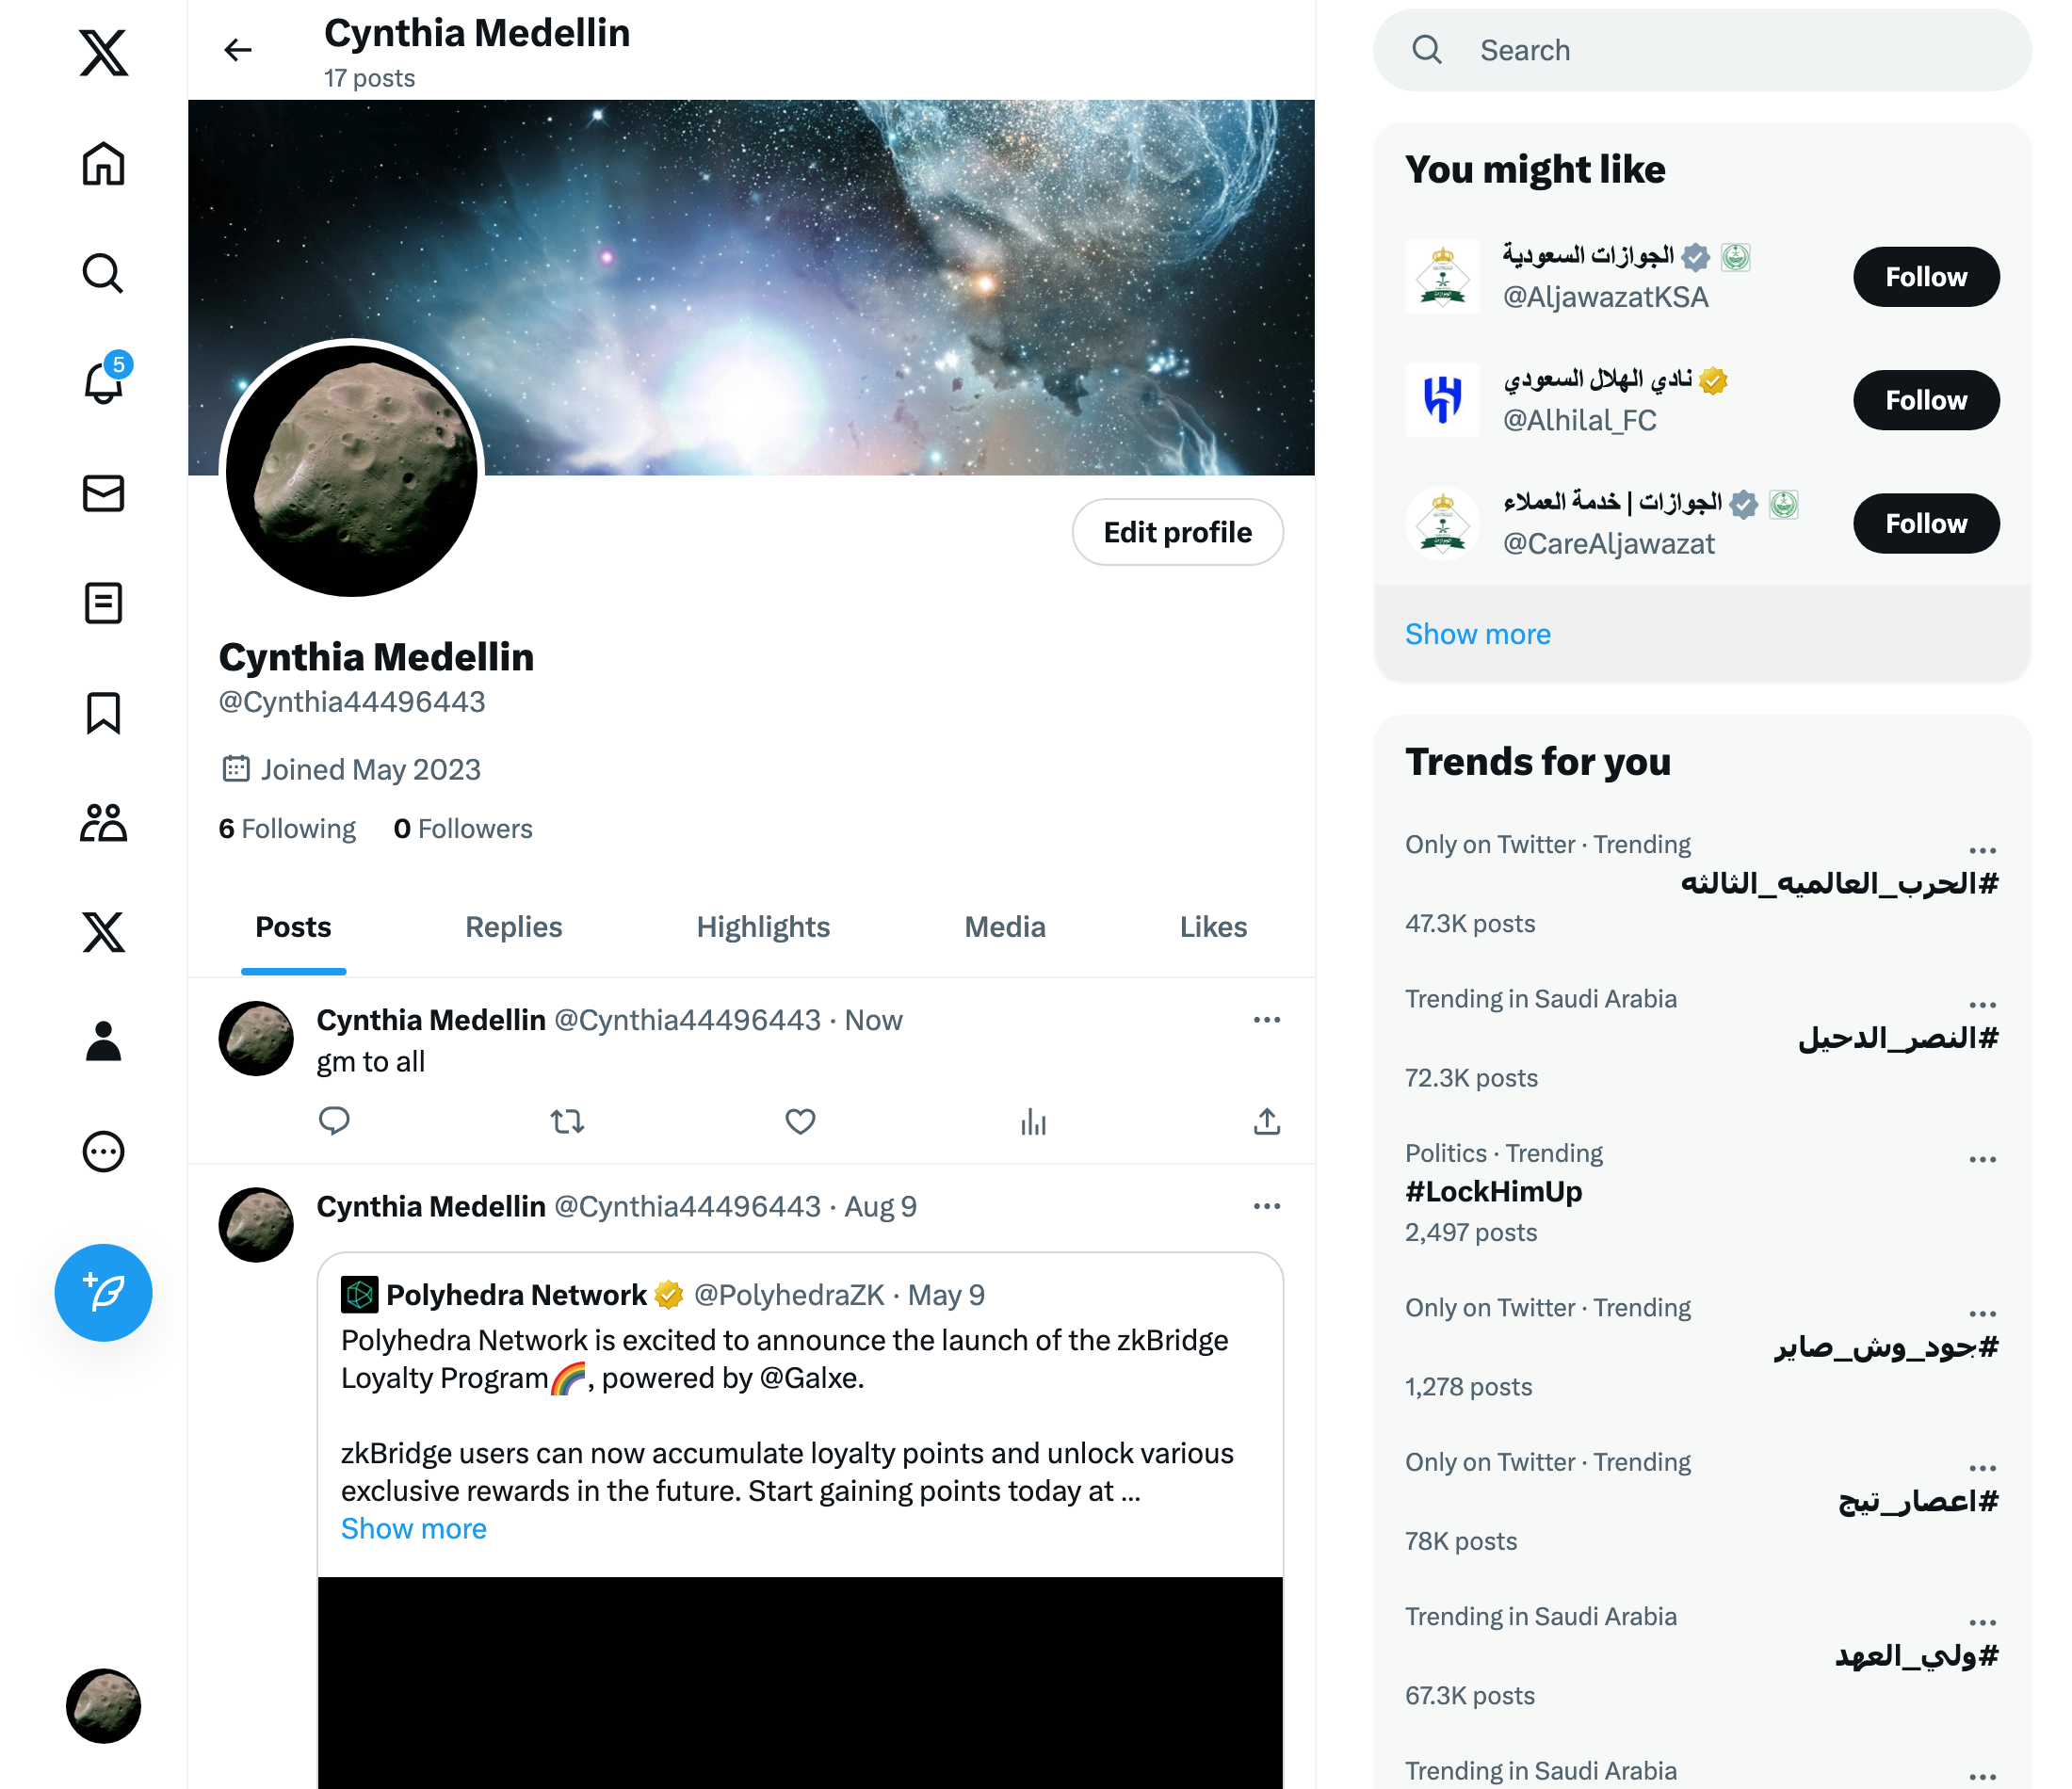 Cynthia Medellin
17 posts
5
Edit profile
Cynthia Medellin
@Cynthia44496443
Joined May 2023
6 Following 0 Followers
Posts Replies Highlights Media Likes
Cynthia Medellin @Cynthia44496443 · Now
gm to all
Cynthia Medellin @Cynthia44496443 · Aug 9
Polyhedra Network @PolyhedraZK · May 9
Polyhedra Network is excited to announce the launch of the zkBridge
Loyalty Program🌈, powered by @Galxe.
zkBridge users can now accumulate loyalty points and unlock various
exclusive rewards in the future. Start gaining points today at ...
Show more
Search
You might like
الجوازات السعودية
@AljawazatKSA
Follow
نادي الهلال السعودي
@Alhilal_FC
Follow
الجوازات | خدمة العملاء
@CareAljawazat
Follow
Show more
Trends for you
Only on Twitter · Trending
#الحرب_العالميه_الثالثه
47.3K posts
Trending in Saudi Arabia
#النصر_الدحيل
72.3K posts
Politics · Trending
#LockHimUp
2,497 posts
Only on Twitter · Trending
#جود_وش_صاير
1,278 posts
Only on Twitter · Trending
#اعصار_تيج
78K posts
Trending in Saudi Arabia
#ولي_العهد
67.3K posts
Trending in Saudi Arabia